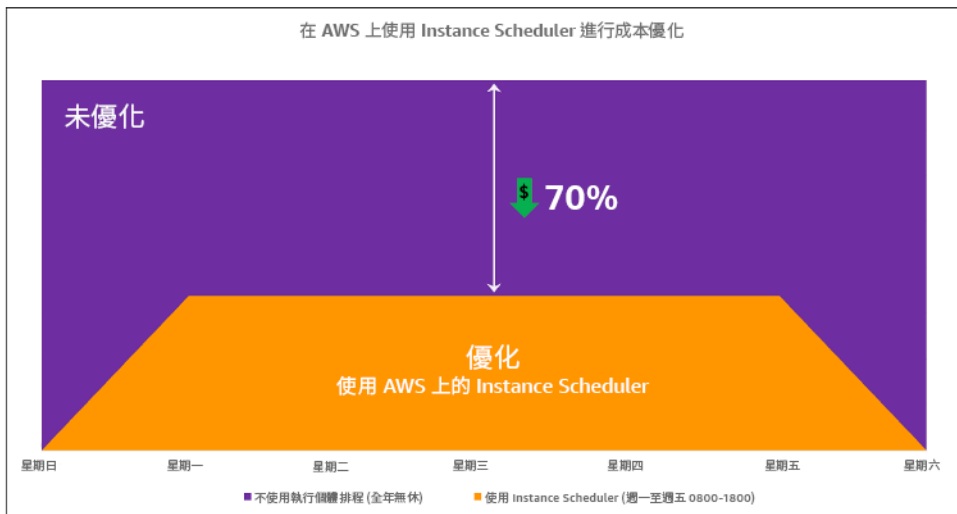 在 AWS 上使用 Instance Scheduler 進行成本優化
未優化
$ 70%
優化
使用 AWS 上的 Instance Scheduler
星期日 星期一 星期二 星期三 星期四 星期五 星期六
不使用執行個體排程 (全年無休) 使用 Instance Scheduler (週一至週五 0800-1800)